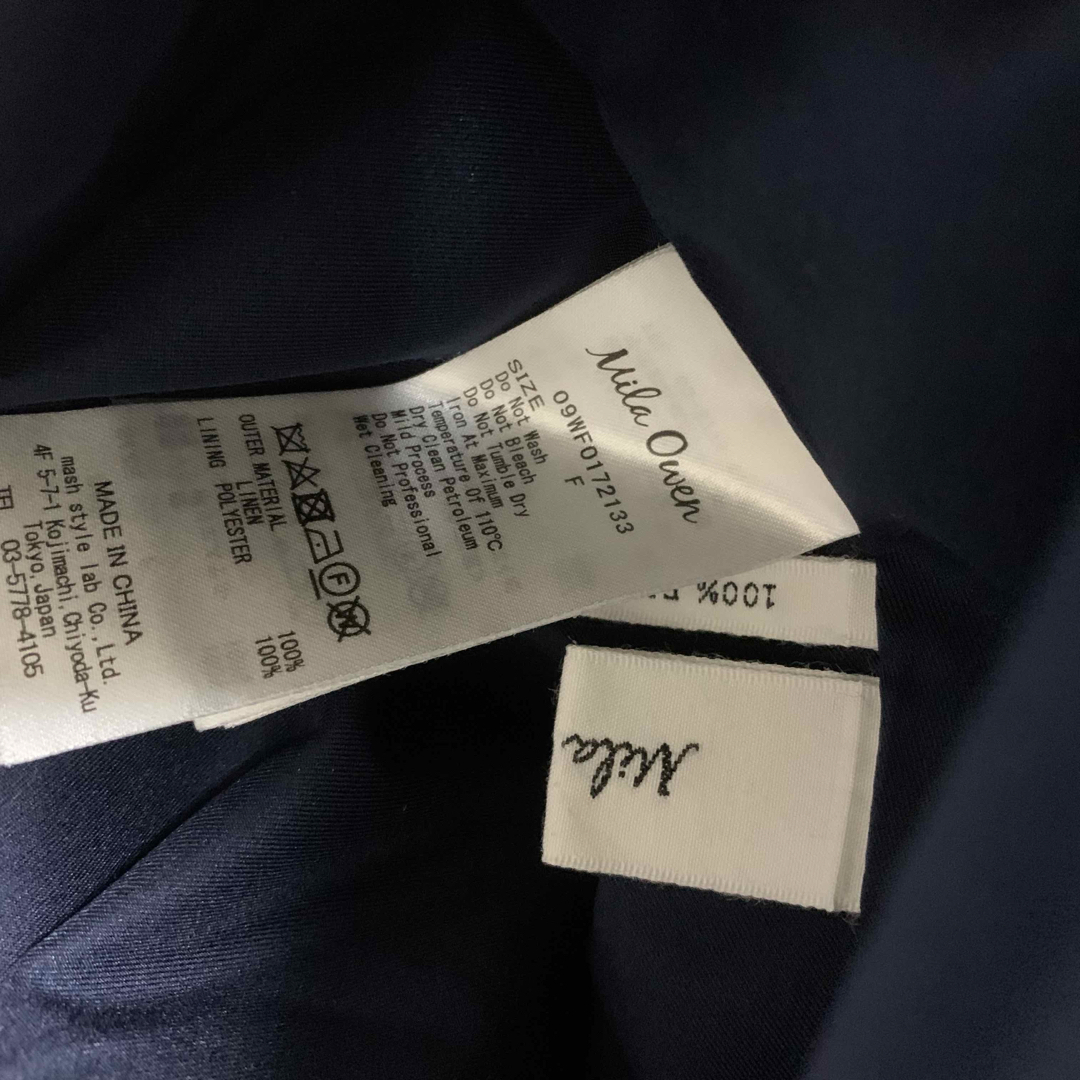 Mila Owen
09WF0172133
SIZE F
Do Not Wash
Do Not Bleach
Do Not Tumble Dry
Iron At Maximum
Temperature Of 110℃
Dry Clean Petroleum
Mild Process
Do Not Professional
Wet Cleaning
F
W
OUTER MATERIAL
LINEN 100%
LINING
POLYESTER 100%
MADE IN CHINA
mash style lab Co.,Ltd.
4F 5-7-1 Kojimachi,Chiyoda-Ku
Tokyo,Japan
TEL 03-5778-4105
100%
Mila